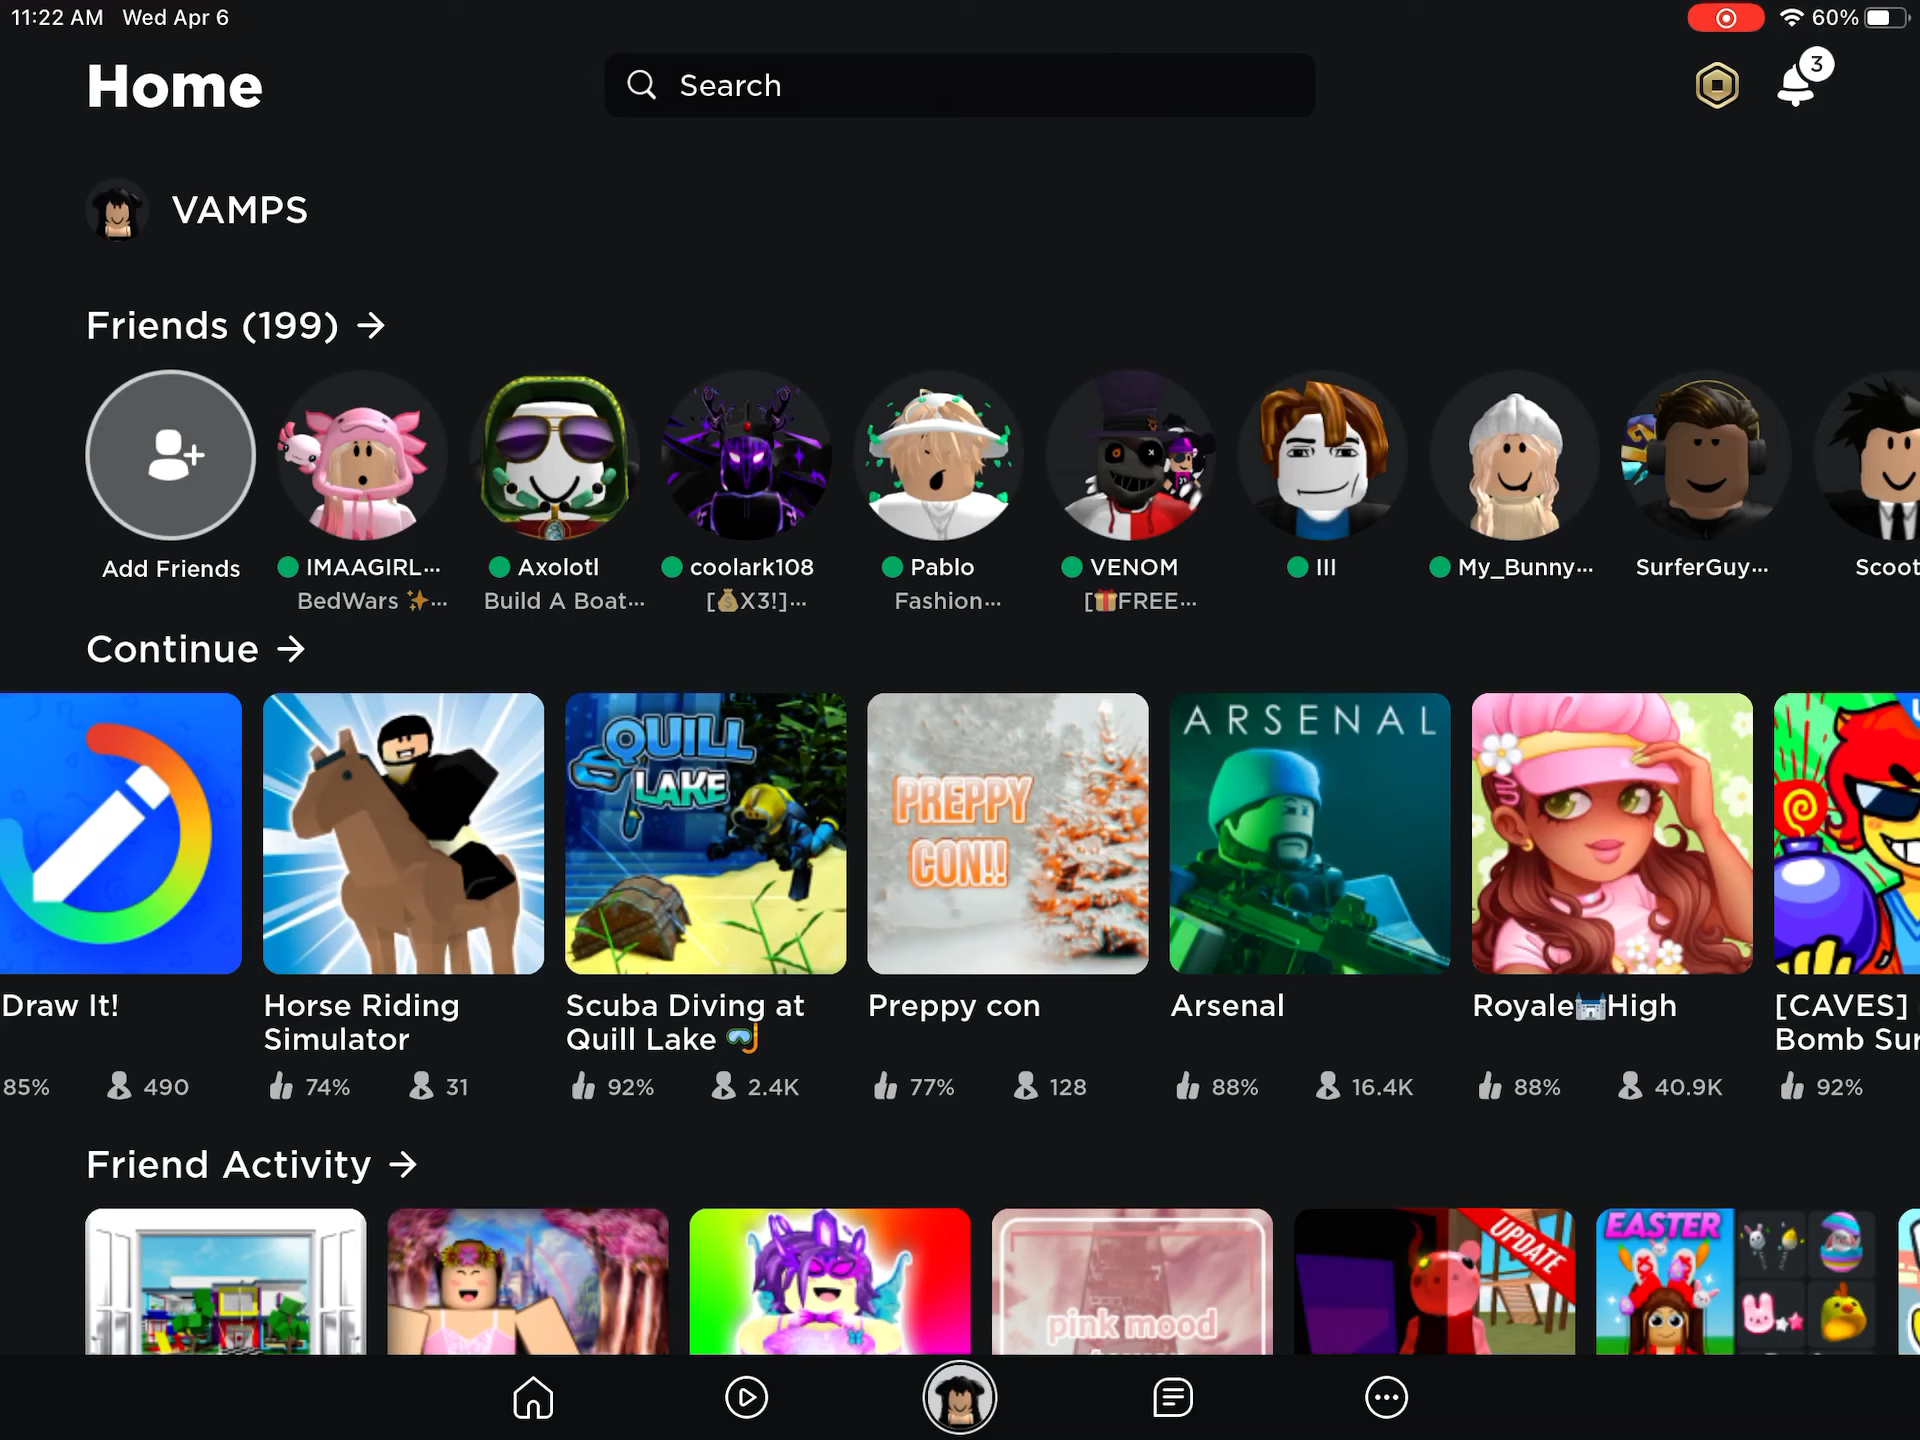 11:22 AM Wed Apr 6
60%
Home
Search
3
VAMPS
Friends (199)
Add Friends
IMAAGIRL...
Axolotl
coolark108
Pablo
VENOM
III
My_Bunny...
SurferGuy...
Scoot
BedWars ✨...
Build A Boat...
[💰X3!]...
Fashion...
[🎁FREE...
Continue
QUILL
LAKE
PREPPY
CON!!
ARSENAL
Draw It!
Horse Riding
Simulator
Scuba Diving at
Quill Lake 🤿
Preppy con
Arsenal
Royale🏰High
[CAVES]
Bomb Sur
85% 490
74% 31
92% 2.4K
77% 128
88% 16.4K
88% 40.9K
92%
Friend Activity
pink mood
UPDATE
EASTER